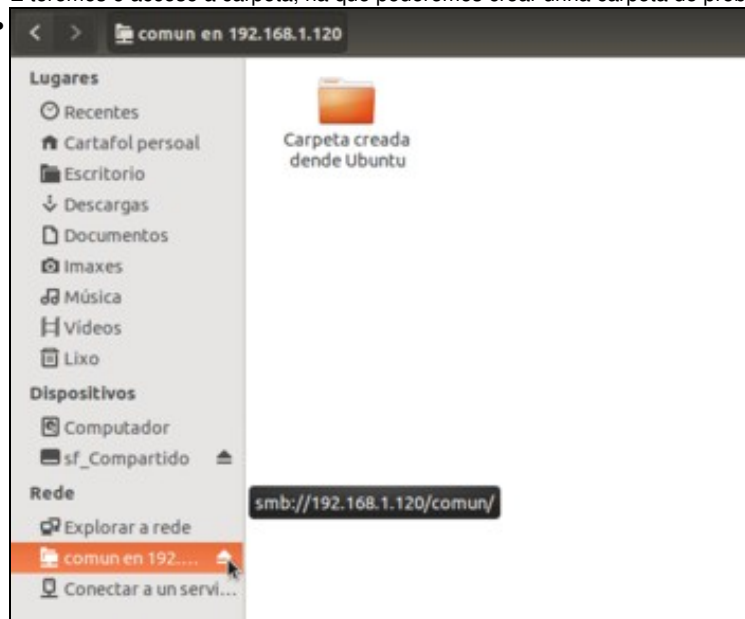 comun en 192.168.1.120
Lugares
Recentes
Cartafol persoal
Escritorio
Descargas
Documentos
Imaxes
Música
Vídeos
Lixo
Dispositivos
Computador
sf_Compartido
Rede
Explorar a rede
comun en 192....
Conectar a un servi...
Carpeta creada
dende Ubuntu
smb://192.168.1.120/comun/